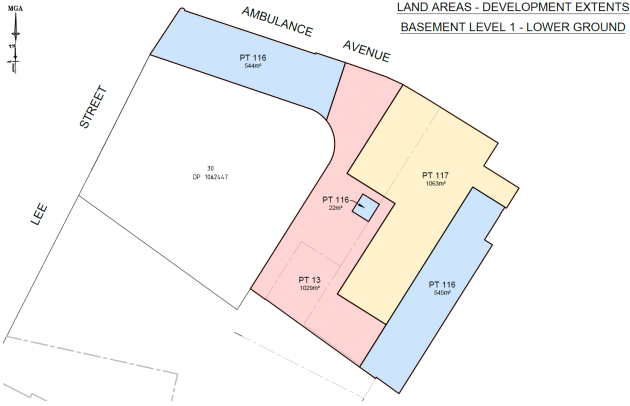 MGA
LAND AREAS - DEVELOPMENT EXTENTS
BASEMENT LEVEL 1 - LOWER GROUND
AMBULANCE
AVENUE
PT 116
544m²
STREET
LEE
30
DP 1062447
PT 117
1063m²
PT 116
22m²
PT 13
1029m²
PT 116
545m²